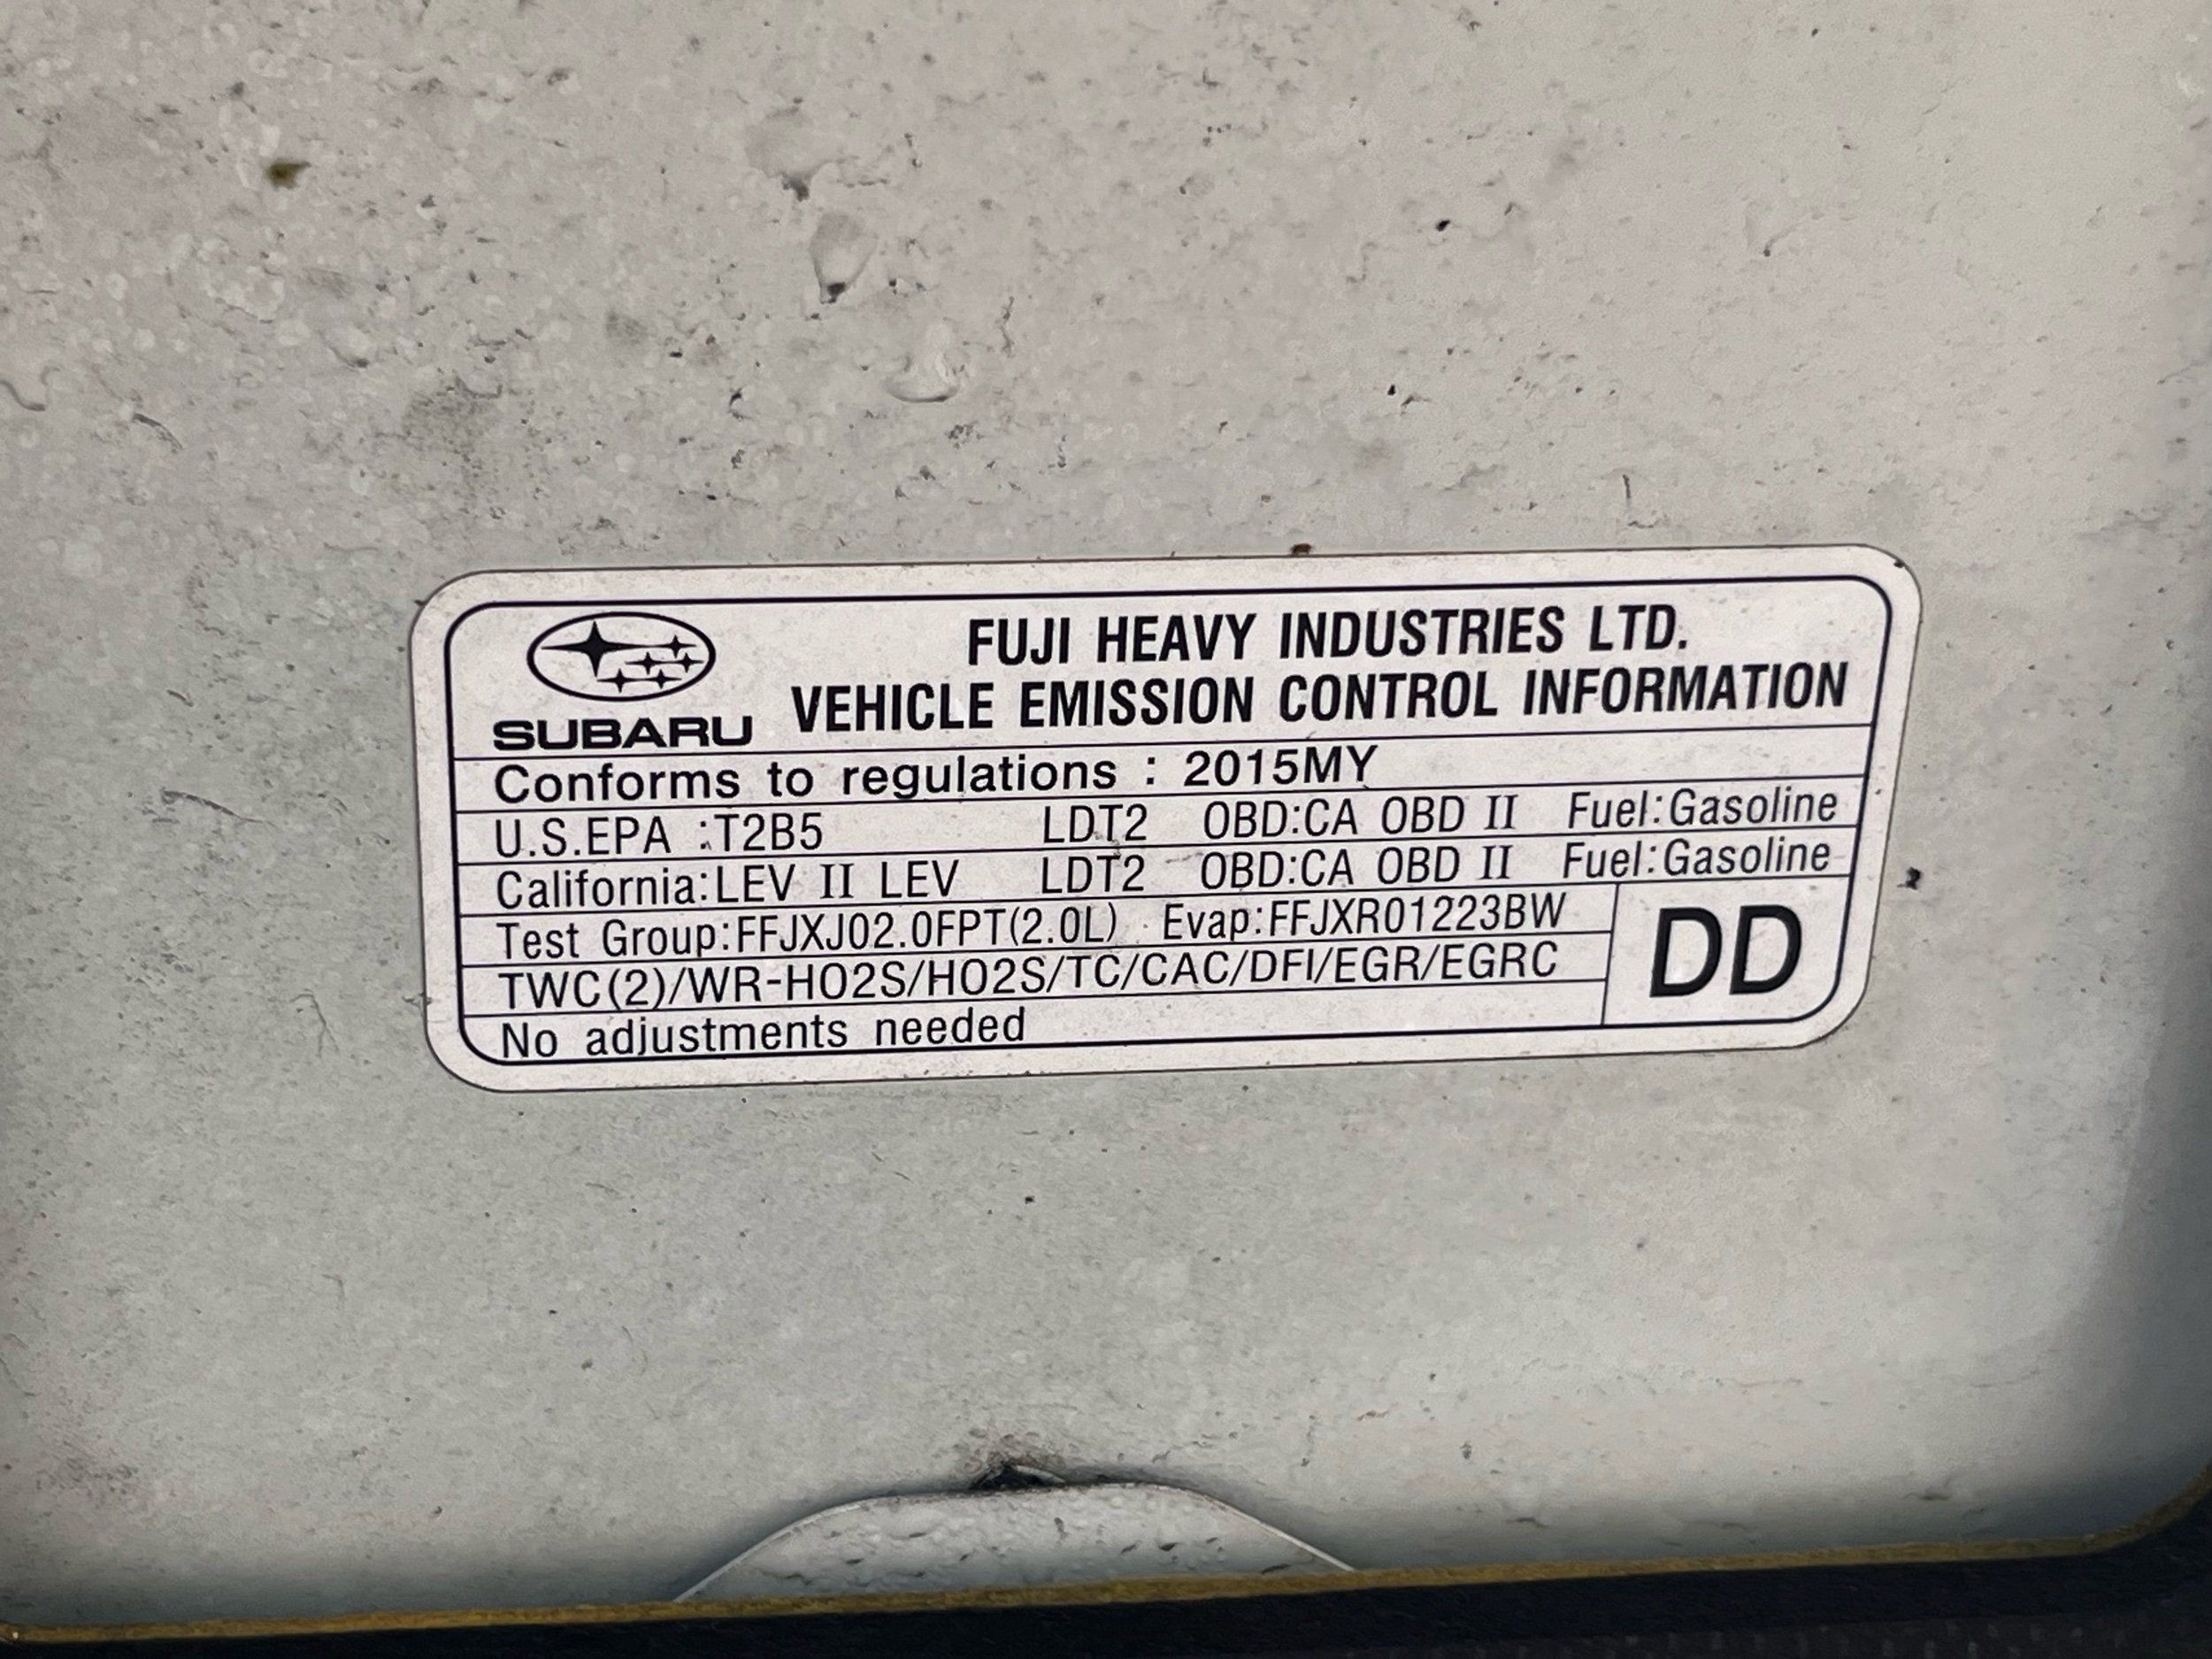 FUJI HEAVY INDUSTRIES LTD.
SUBARU VEHICLE EMISSION CONTROL INFORMATION
Conforms to regulations : 2015MY
U.S.EPA :T2B5 LDT2 OBD:CA OBD II Fuel:Gasoline
California:LEV II LEV LDT2 OBD:CA OBD II Fuel:Gasoline
Test Group:FFJXJ02.0FPT(2.0L) Evap:FFJXR01223BW
TWC(2)/WR-HO2S/HO2S/TC/CAC/DFI/EGR/EGRC
DD
No adjustments needed